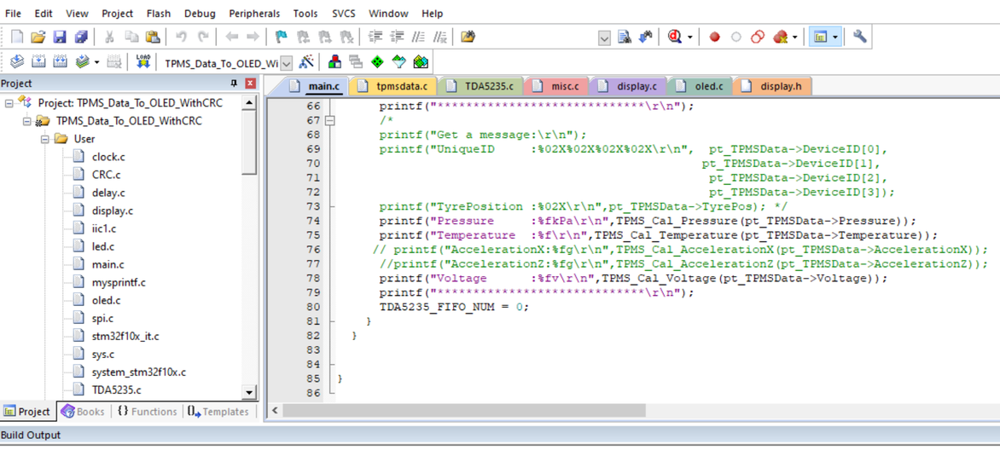 File Edit View Project Flash Debug Peripherals Tools SVCS Window Help
LOAD TPMS_Data_To_OLED_Wi
Project
main.c tpmsdata.c TDA5235.c misc.c display.c oled.c display.h
Project: TPMS_Data_To_OLED_WithCRC
TPMS_Data_To_OLED_WithCRC
User
clock.c
CRC.c
delay.c
display.c
iic1.c
led.c
main.c
mysprintf.c
oled.c
spi.c
stm32f10x_it.c
sys.c
system_stm32f10x.c
TDA5235.c
66 printf("*****************************\r\n");
67 /*
68 printf("Get a message:\r\n");
69 printf("UniqueID :%02X%02X%02X%02X\r\n", pt_TPMSData->DeviceID[0],
70 pt_TPMSData->DeviceID[1],
71 pt_TPMSData->DeviceID[2],
72 pt_TPMSData->DeviceID[3]);
73 printf("TyrePosition :%02X\r\n",pt_TPMSData->TyrePos); */
74 printf("Pressure :%fkPa\r\n",TPMS_Cal_Pressure(pt_TPMSData->Pressure));
75 printf("Temperature :%f\r\n",TPMS_Cal_Temperature(pt_TPMSData->Temperature));
76 // printf("AccelerationX:%fg\r\n",TPMS_Cal_AccelerationX(pt_TPMSData->AccelerationX));
77 //printf("AccelerationZ:%fg\r\n",TPMS_Cal_AccelerationZ(pt_TPMSData->AccelerationZ));
78 printf("Voltage :%fv\r\n",TPMS_Cal_Voltage(pt_TPMSData->Voltage));
79 printf("*****************************\r\n");
80 TDA5235_FIFO_NUM = 0;
81 }
82 }
83
84
85 }
86
Project Books {} Functions 0 Templates
Build Output